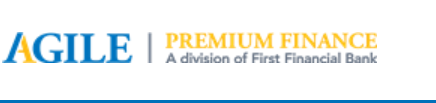 AGILE | PREMIUM FINANCE
A division of First Financial Bank